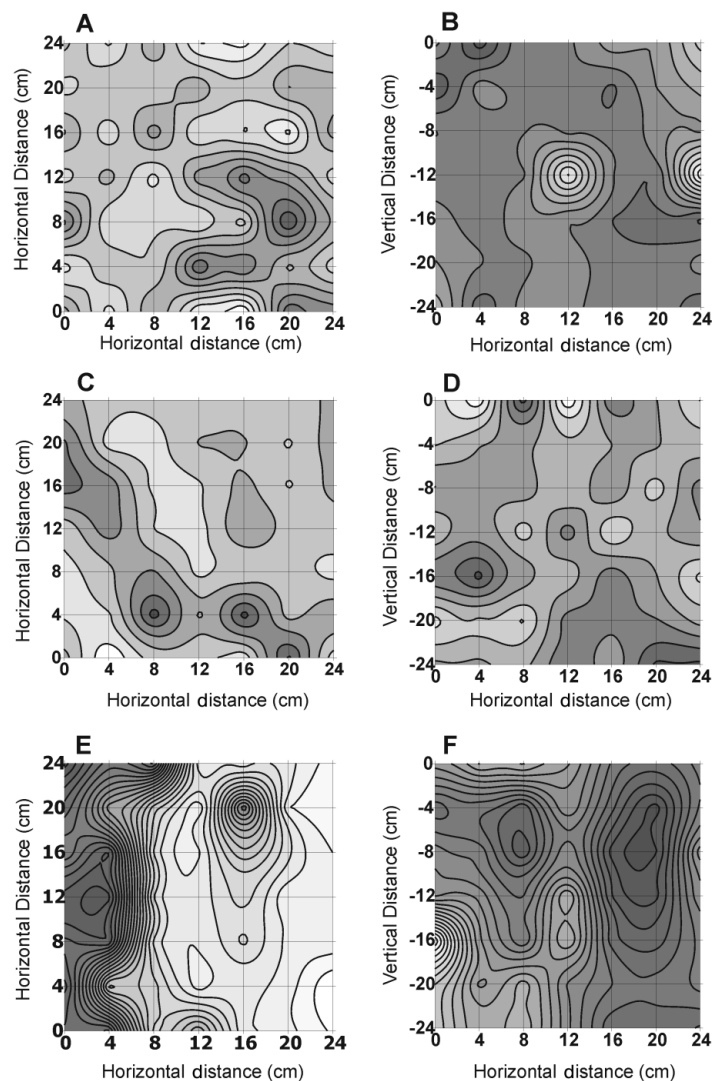 A
B
24
20
16
12
8
4
0
Horizontal Distance (cm)
0 4 8 12 16 20 24
Horizontal distance (cm)
0
-4
-8
-12
-16
-20
-24
Vertical Distance (cm)
0 4 8 12 16 20 24
Horizontal distance (cm)
C
D
24
20
16
12
8
4
0
Horizontal Distance (cm)
0 4 8 12 16 20 24
Horizontal distance (cm)
0
-4
-8
-12
-16
-20
-24
Vertical Distance (cm)
0 4 8 12 16 20 24
Horizontal distance (cm)
E
F
24
20
16
12
8
4
0
Horizontal Distance (cm)
0 4 8 12 16 20 24
Horizontal distance (cm)
0
-4
-8
-12
-16
-20
-24
Vertical Distance (cm)
0 4 8 12 16 20 24
Horizontal distance (cm)